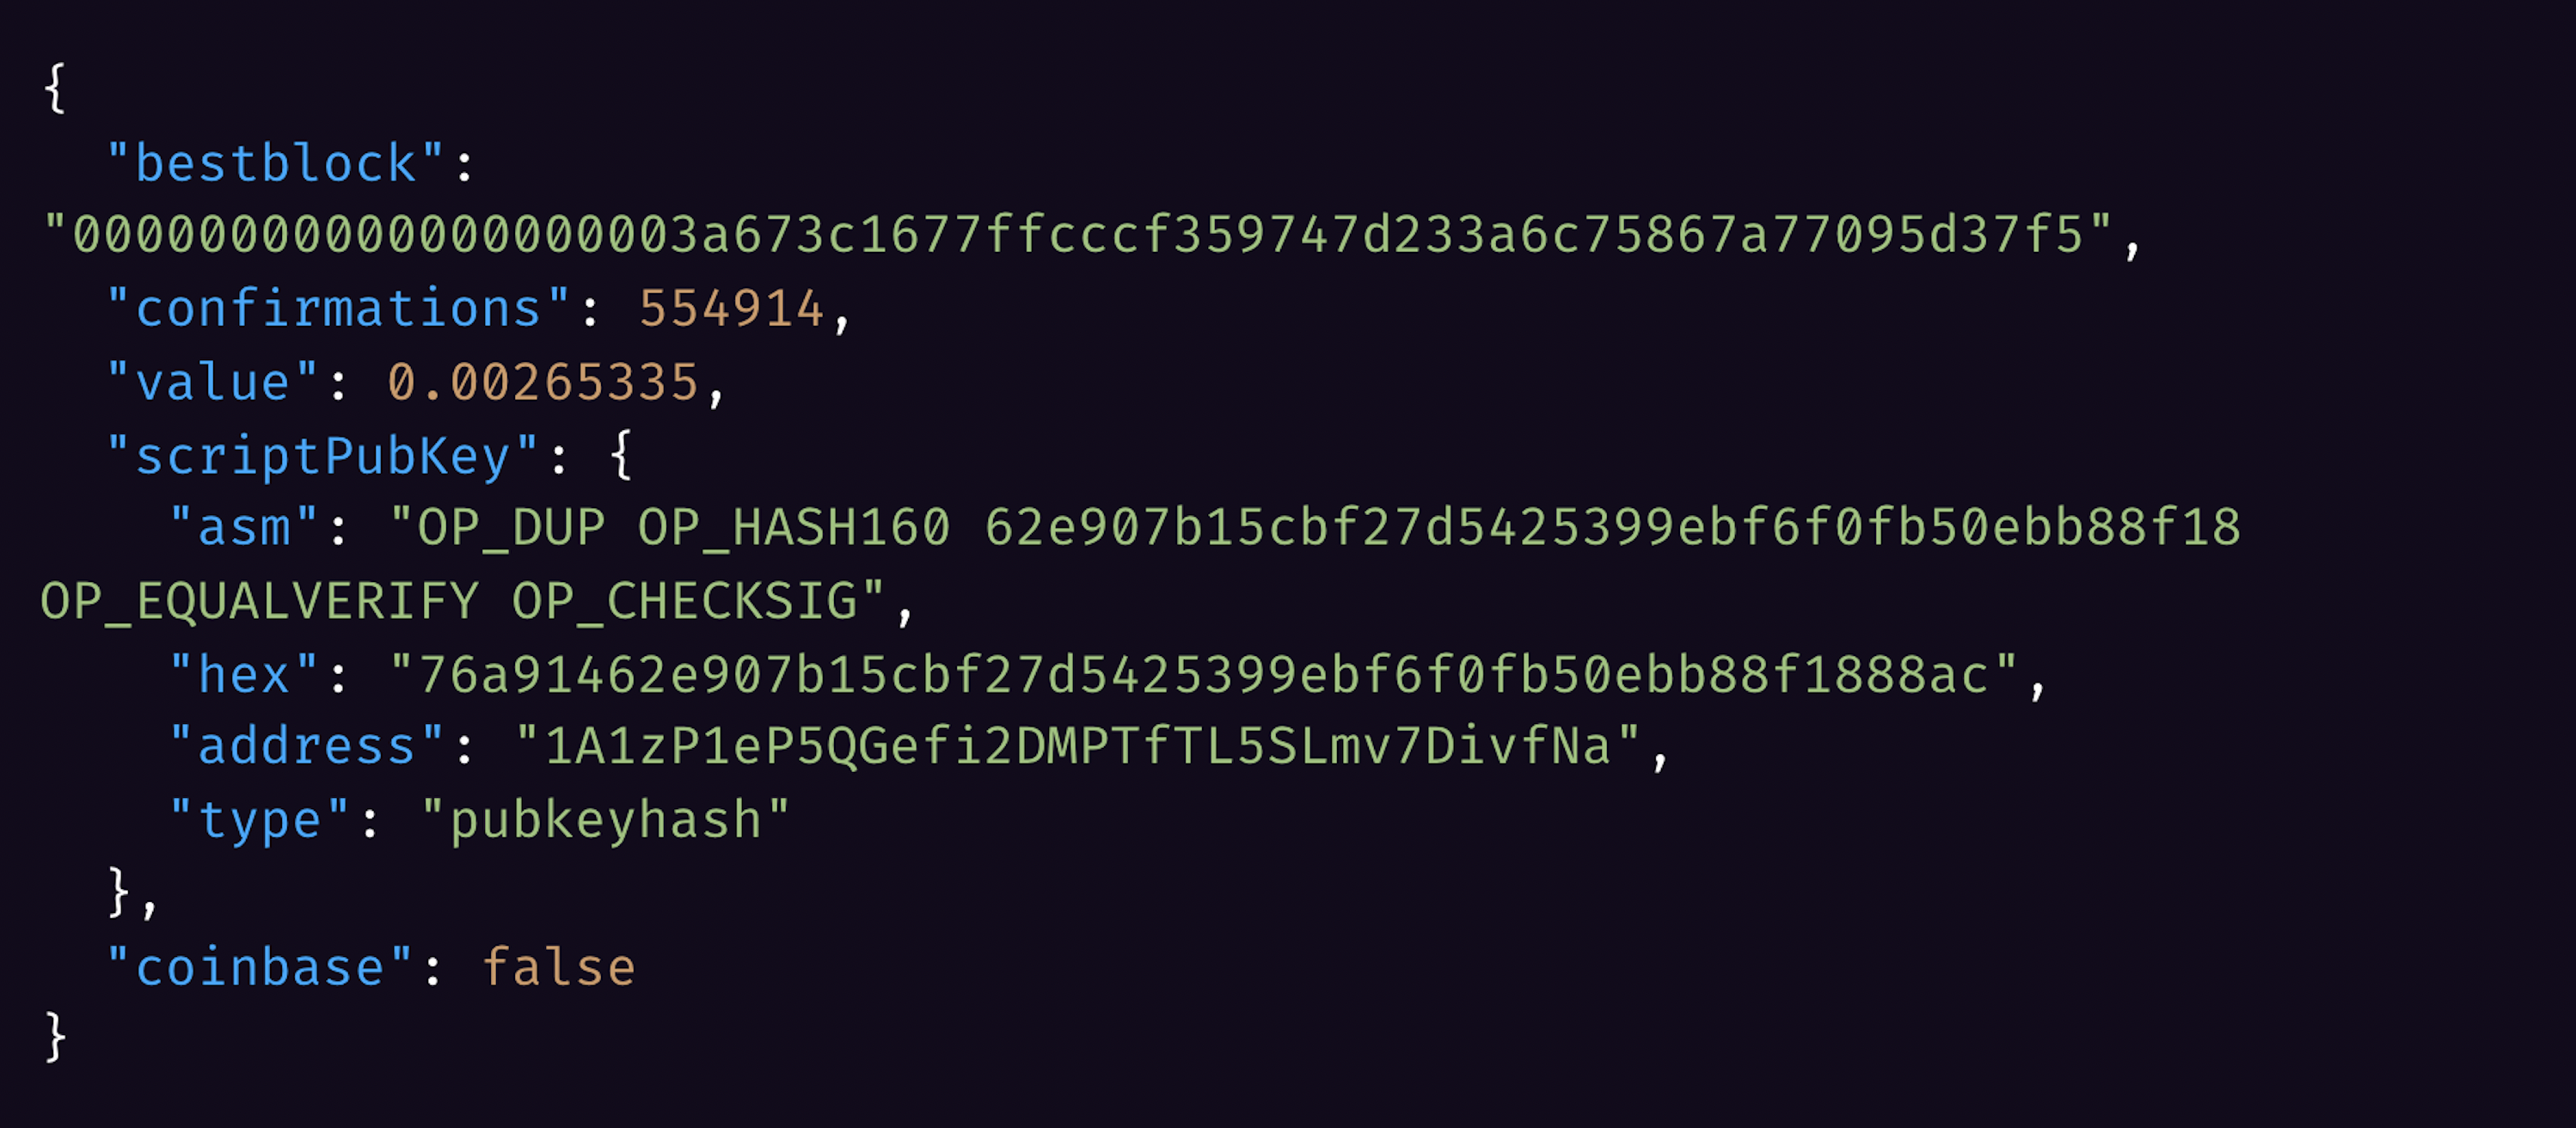 {
  "bestblock":
"00000000000000000003a673c1677ffcccf359747d233a6c75867a77095d37f5",
  "confirmations": 554914,
  "value": 0.00265335,
  "scriptPubKey": {
    "asm": "OP_DUP OP_HASH160 62e907b15cbf27d5425399ebf6f0fb50ebb88f18
OP_EQUALVERIFY OP_CHECKSIG",
    "hex": "76a91462e907b15cbf27d5425399ebf6f0fb50ebb88f1888ac",
    "address": "1A1zP1eP5QGefi2DMPTfTL5SLmv7DivfNa",
    "type": "pubkeyhash"
  },
  "coinbase": false
}